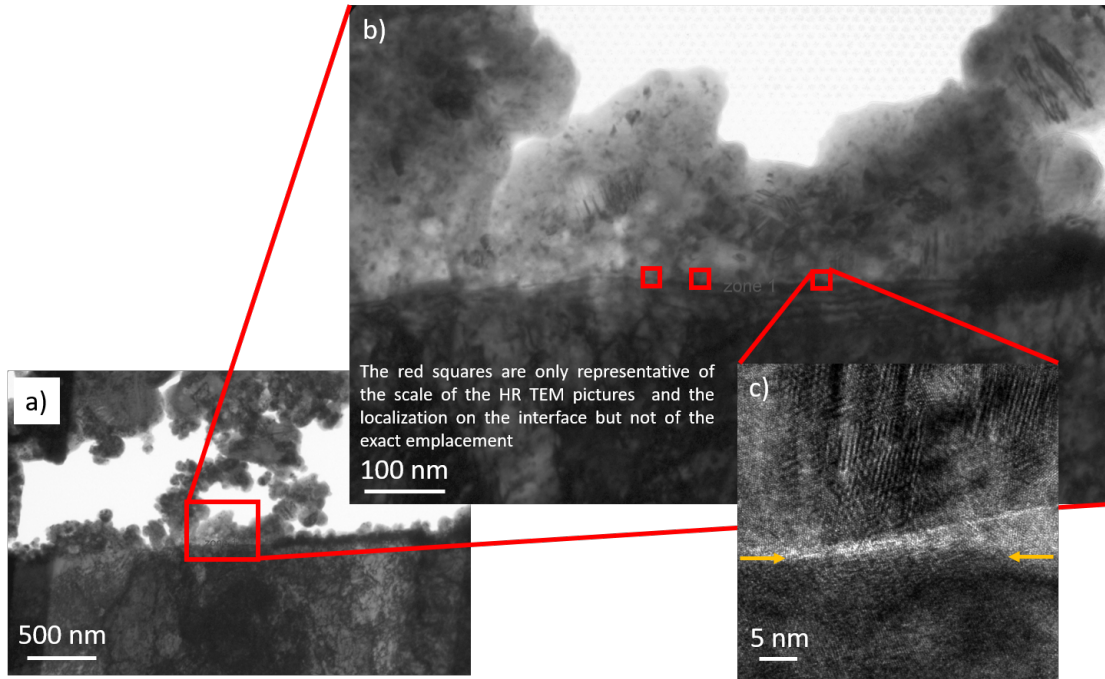 b)
zone 1
The red squares are only representative of
the scale of the HR TEM pictures and the
localization on the interface but not of the
exact emplacement
100 nm
a)
500 nm
c)
5 nm